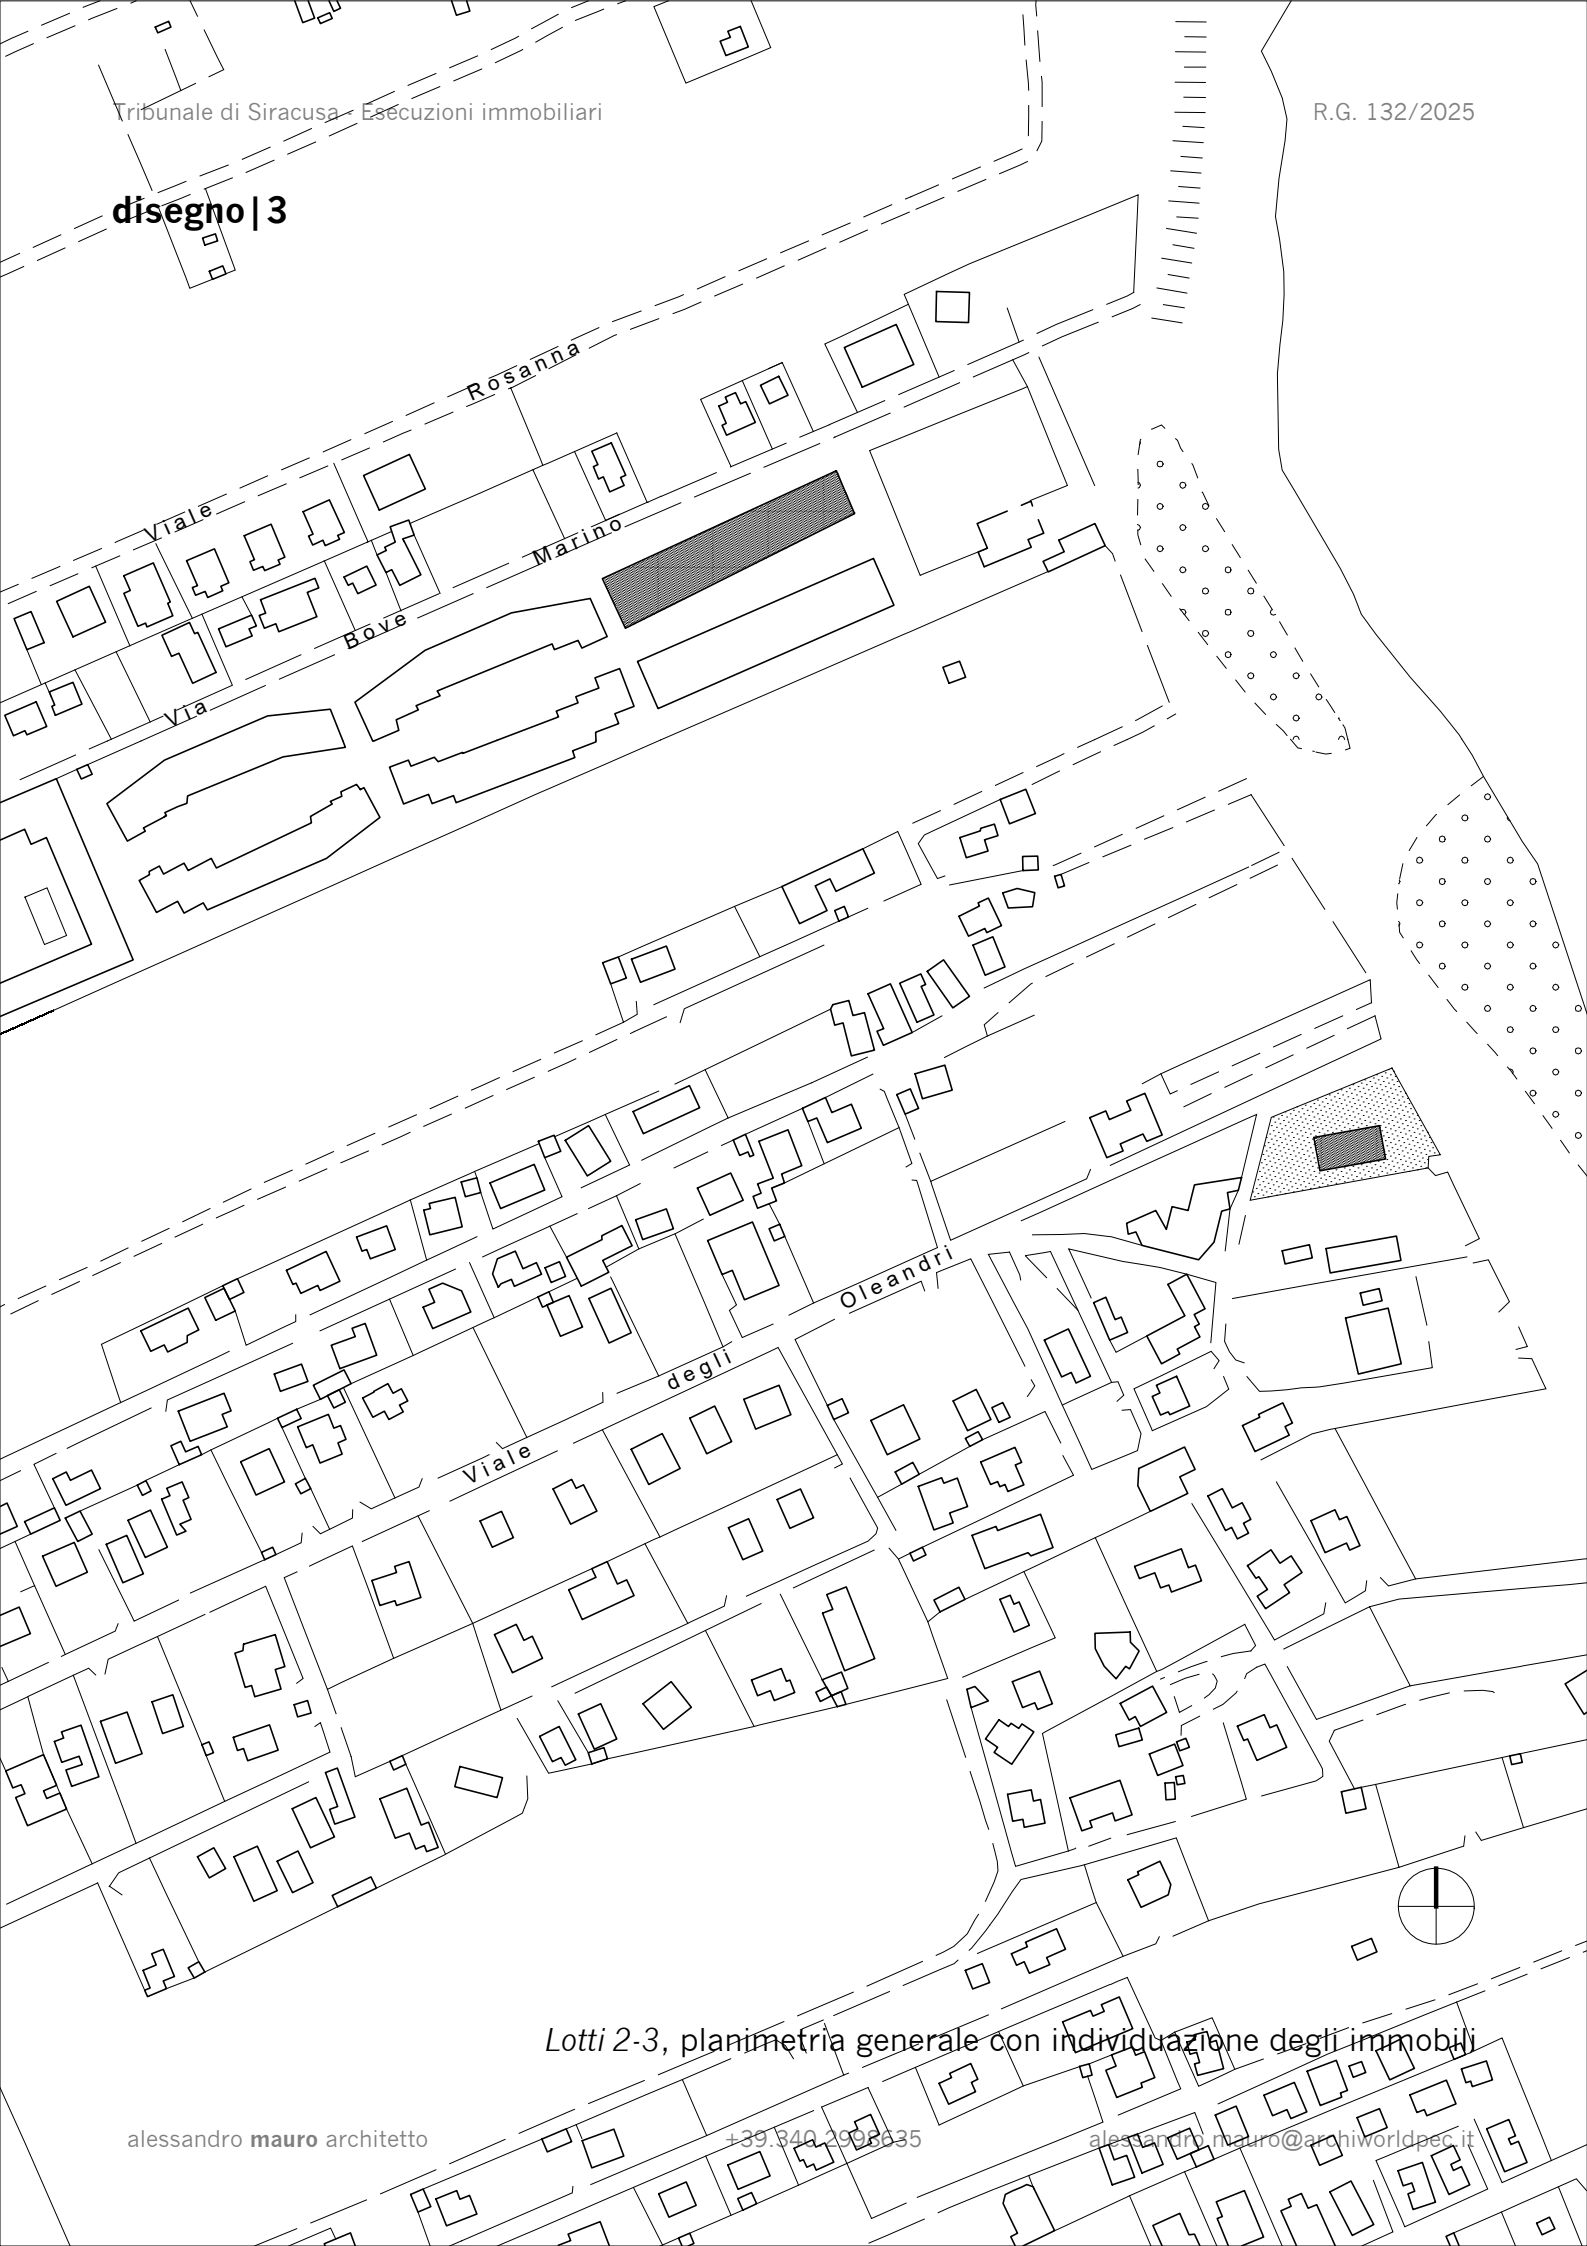 Tribunale di Siracusa - Esecuzioni immobiliari
R.G. 132/2025
disegno|3
Viale Rosanna
Via Bove Marino
Viale degli Oleandri
Lotti 2-3, planimetria generale con individuazione degli immobili
alessandro mauro architetto
+39.340.2998635
alessandro.mauro@archiworldpec.it